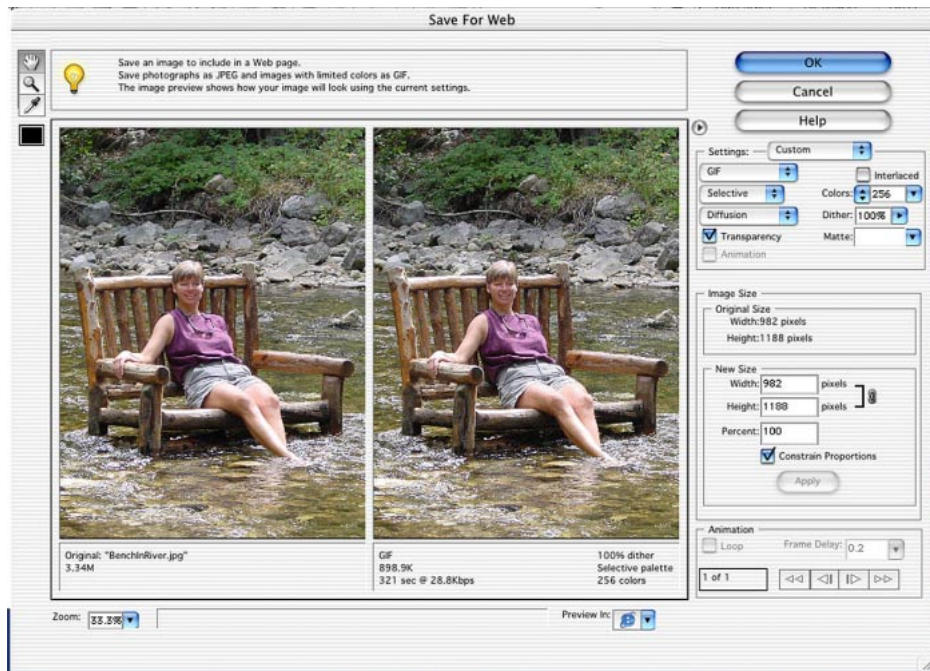 Save For Web
Save an image to include in a Web page.
Save photographs as JPEG and images with limited colors as GIF.
The image preview shows how your image will look using the current settings.
OK
Cancel
Help
Settings: Custom
GIF
Interlaced
Selective
Colors: 256
Diffusion
Dither: 100%
Transparency
Matte:
Animation
Image Size
Original Size
Width:982 pixels
Height:1188 pixels
New Size
Width: 982 pixels
Height: 1188 pixels
Percent: 100
Constrain Proportions
Apply
Animation
Loop
Frame Delay: 0.2
1 of 1
Original: "BenchInRiver.jpg"
3.34M
GIF
898.9K
321 sec @ 28.8Kbps
100% dither
Selective palette
256 colors
Zoom: 33.3%
Preview In: